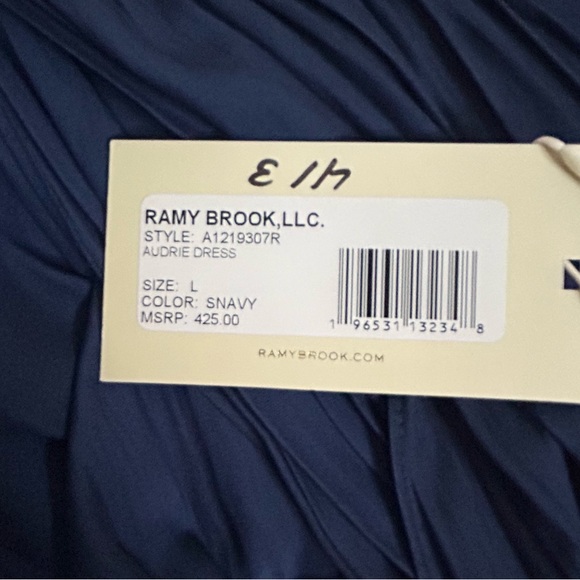 RAMY BROOK,LLC.
STYLE: A1219307R
AUDRIE DRESS
SIZE: L
COLOR: SNAVY
MSRP: 425.00
1 96531 13234 8
RAMYBROOK.COM